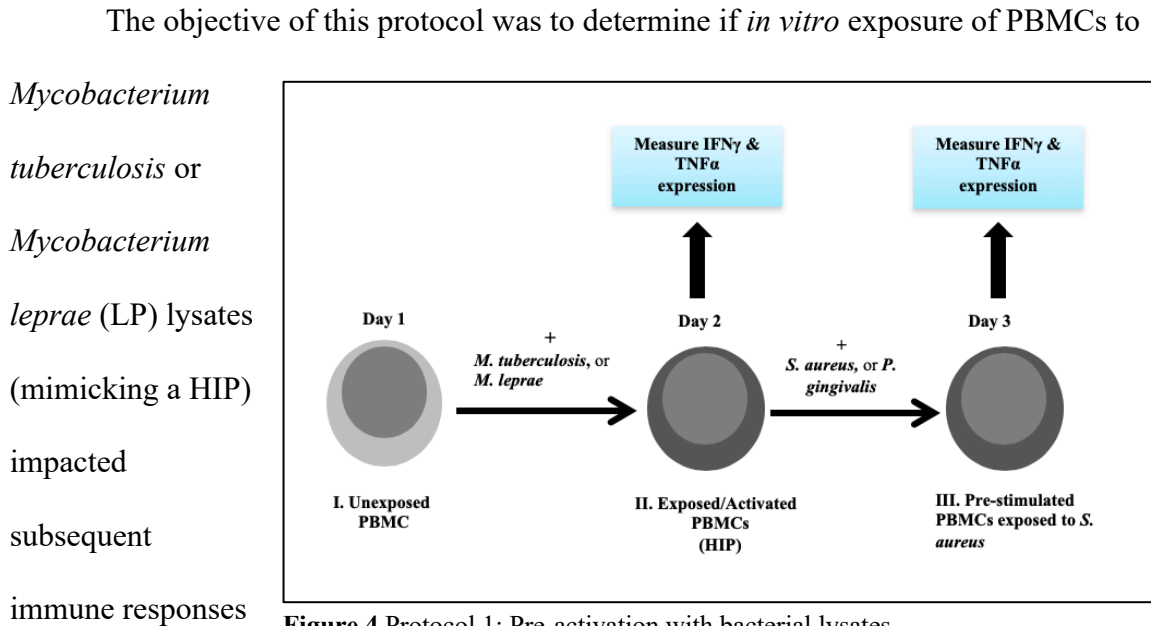 The objective of this protocol was to determine if in vitro exposure of PBMCs to
Mycobacterium
tuberculosis or
Mycobacterium
leprae (LP) lysates
(mimicking a HIP)
impacted
subsequent
immune responses
Measure IFNγ &
TNFα
expression
Measure IFNγ &
TNFα
expression
Day 1
Day 2
Day 3
+
M. tuberculosis, or
M. leprae
+
S. aureus, or P.
gingivalis
I. Unexposed
PBMC
II. Exposed/Activated
PBMCs
(HIP)
III. Pre-stimulated
PBMCs exposed to S.
aureus
Figure 4 Protocol 1: Pre-activation with bacterial lysates